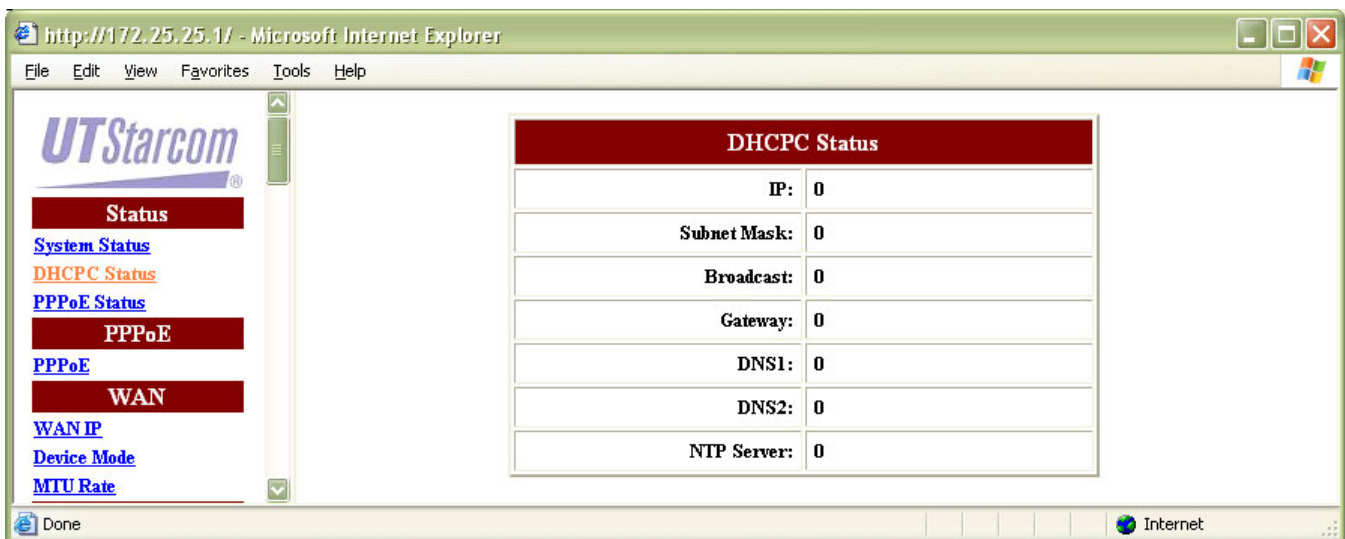 http://172.25.25.1/ - Microsoft Internet Explorer
File Edit View Favorites Tools Help
UTStarcom
®
Status
System Status
DHCPC Status
PPPoE Status
PPPoE
PPPoE
WAN
WAN IP
Device Mode
MTU Rate
DHCPC Status
IP: 0
Subnet Mask: 0
Broadcast: 0
Gateway: 0
DNS1: 0
DNS2: 0
NTP Server: 0
Done
Internet